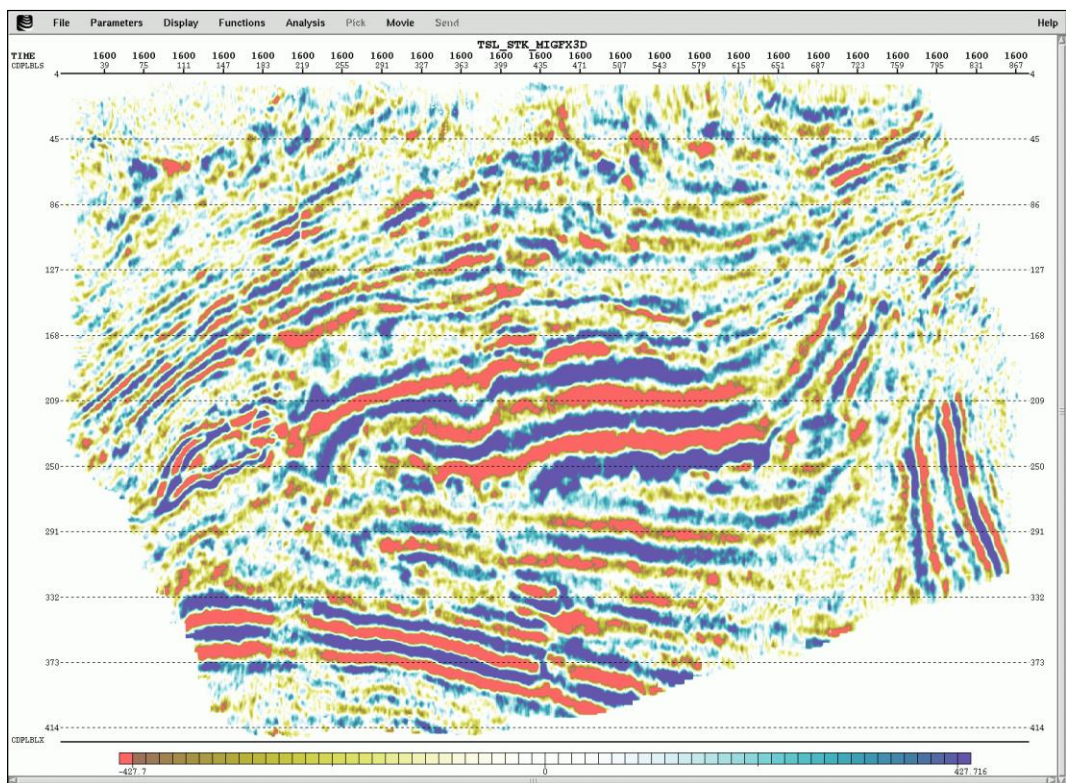 File Parameters Display Functions Analysis Pick Movie Send Help
TSL_STK_MIGFX3D
TIME 1600 1600 1600 1600 1600 1600 1600 1600 1600 1600 1600 1600 1600 1600 1600 1600 1600 1600 1600 1600 1600 1600 1600 1600
CDPLBLS 39 75 111 147 183 219 255 291 327 363 399 435 471 507 543 579 615 651 687 723 759 795 831 867
4 4
45 45
86 86
127 127
168 168
209 209
250 250
291 291
332 332
373 373
414 414
CDPLBLX
-427.7 0 427.716